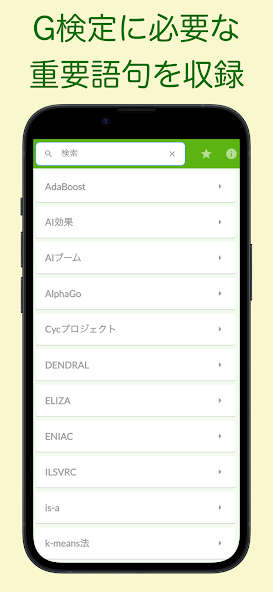 G検定に必要な
重要語句を収録
検索
AdaBoost
AI効果
AIブーム
AlphaGo
Cycプロジェクト
DENDRAL
ELIZA
ENIAC
ILSVRC
is-a
k-means法